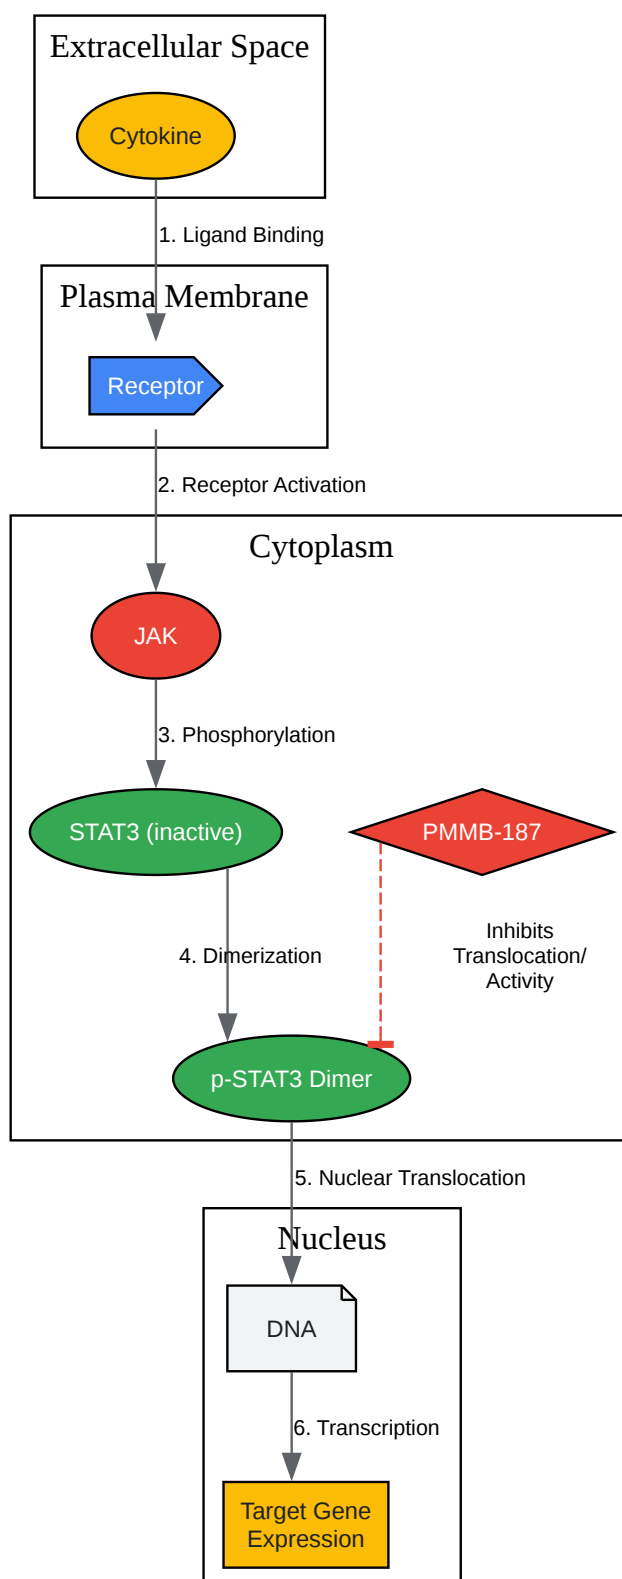 Extracellular Space
Cytokine
1. Ligand Binding
Plasma Membrane
Receptor
2. Receptor Activation
Cytoplasm
JAK
3. Phosphorylation
STAT3 (inactive)
PMMB-187
Inhibits
Translocation/
Activity
4. Dimerization
p-STAT3 Dimer
5. Nuclear Translocation
Nucleus
DNA
6. Transcription
Target Gene
Expression